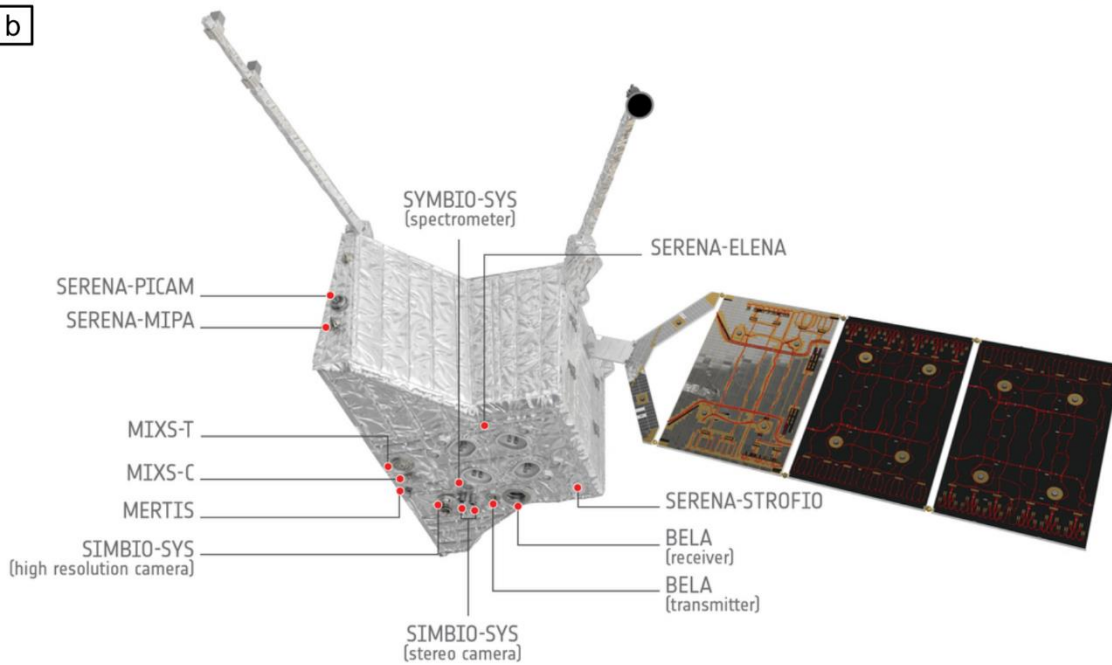 b
SYMBIO-SYS
(spectrometer)
SERENA-ELENA
SERENA-PICAM
SERENA-MIPA
MIXS-T
MIXS-C
MERTIS
SIMBIO-SYS
(high resolution camera)
SERENA-STROFIO
BELA
(receiver)
BELA
(transmitter)
SIMBIO-SYS
(stereo camera)